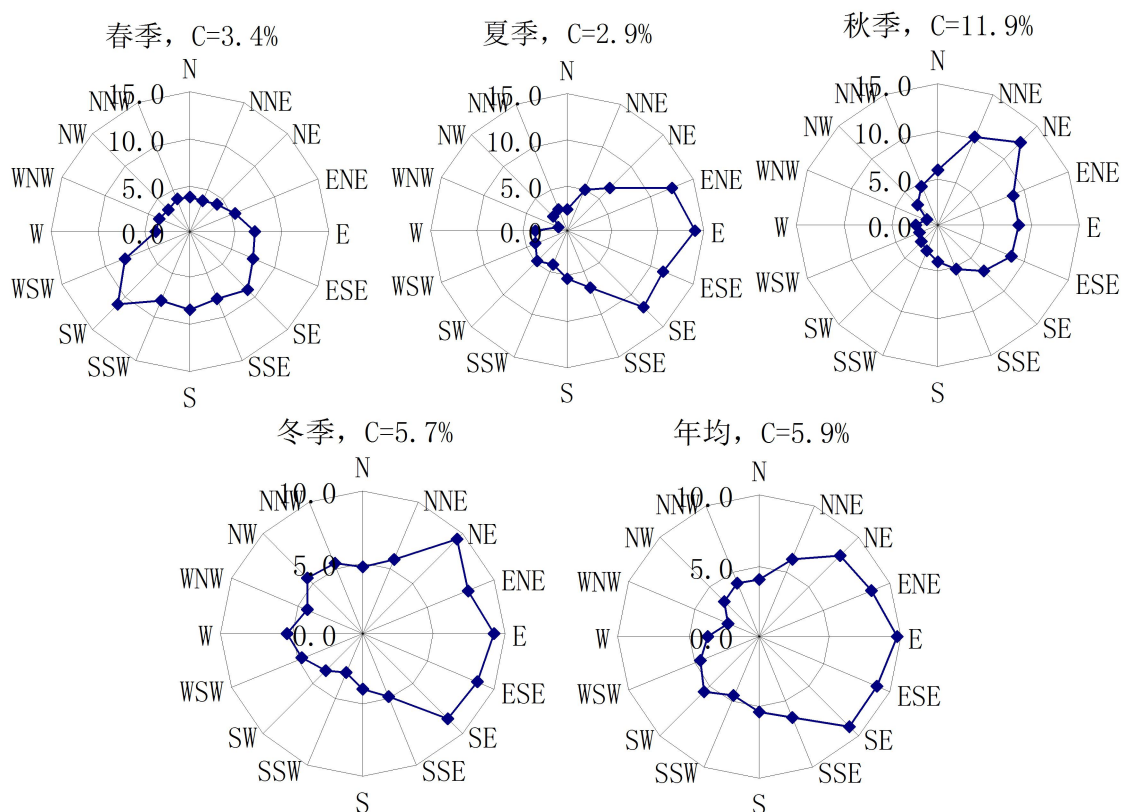 春季，C=3.4%
N
NNE
NE
ENE
E
ESE
SE
SSE
S
SSW
SW
WSW
W
WNW
NW
NNW
15.0
10.0
5.0
0.0
夏季，C=2.9%
N
NNE
NE
ENE
E
ESE
SE
SSE
S
SSW
SW
WSW
W
WNW
NW
NNW
15.0
10.0
5.0
0.0
秋季，C=11.9%
N
NNE
NE
ENE
E
ESE
SE
SSE
S
SSW
SW
WSW
W
WNW
NW
NNW
15.0
10.0
5.0
0.0
冬季，C=5.7%
N
NNE
NE
ENE
E
ESE
SE
SSE
S
SSW
SW
WSW
W
WNW
NW
NNW
10.0
5.0
0.0
年均，C=5.9%
N
NNE
NE
ENE
E
ESE
SE
SSE
S
SSW
SW
WSW
W
WNW
NW
NNW
10.0
5.0
0.0